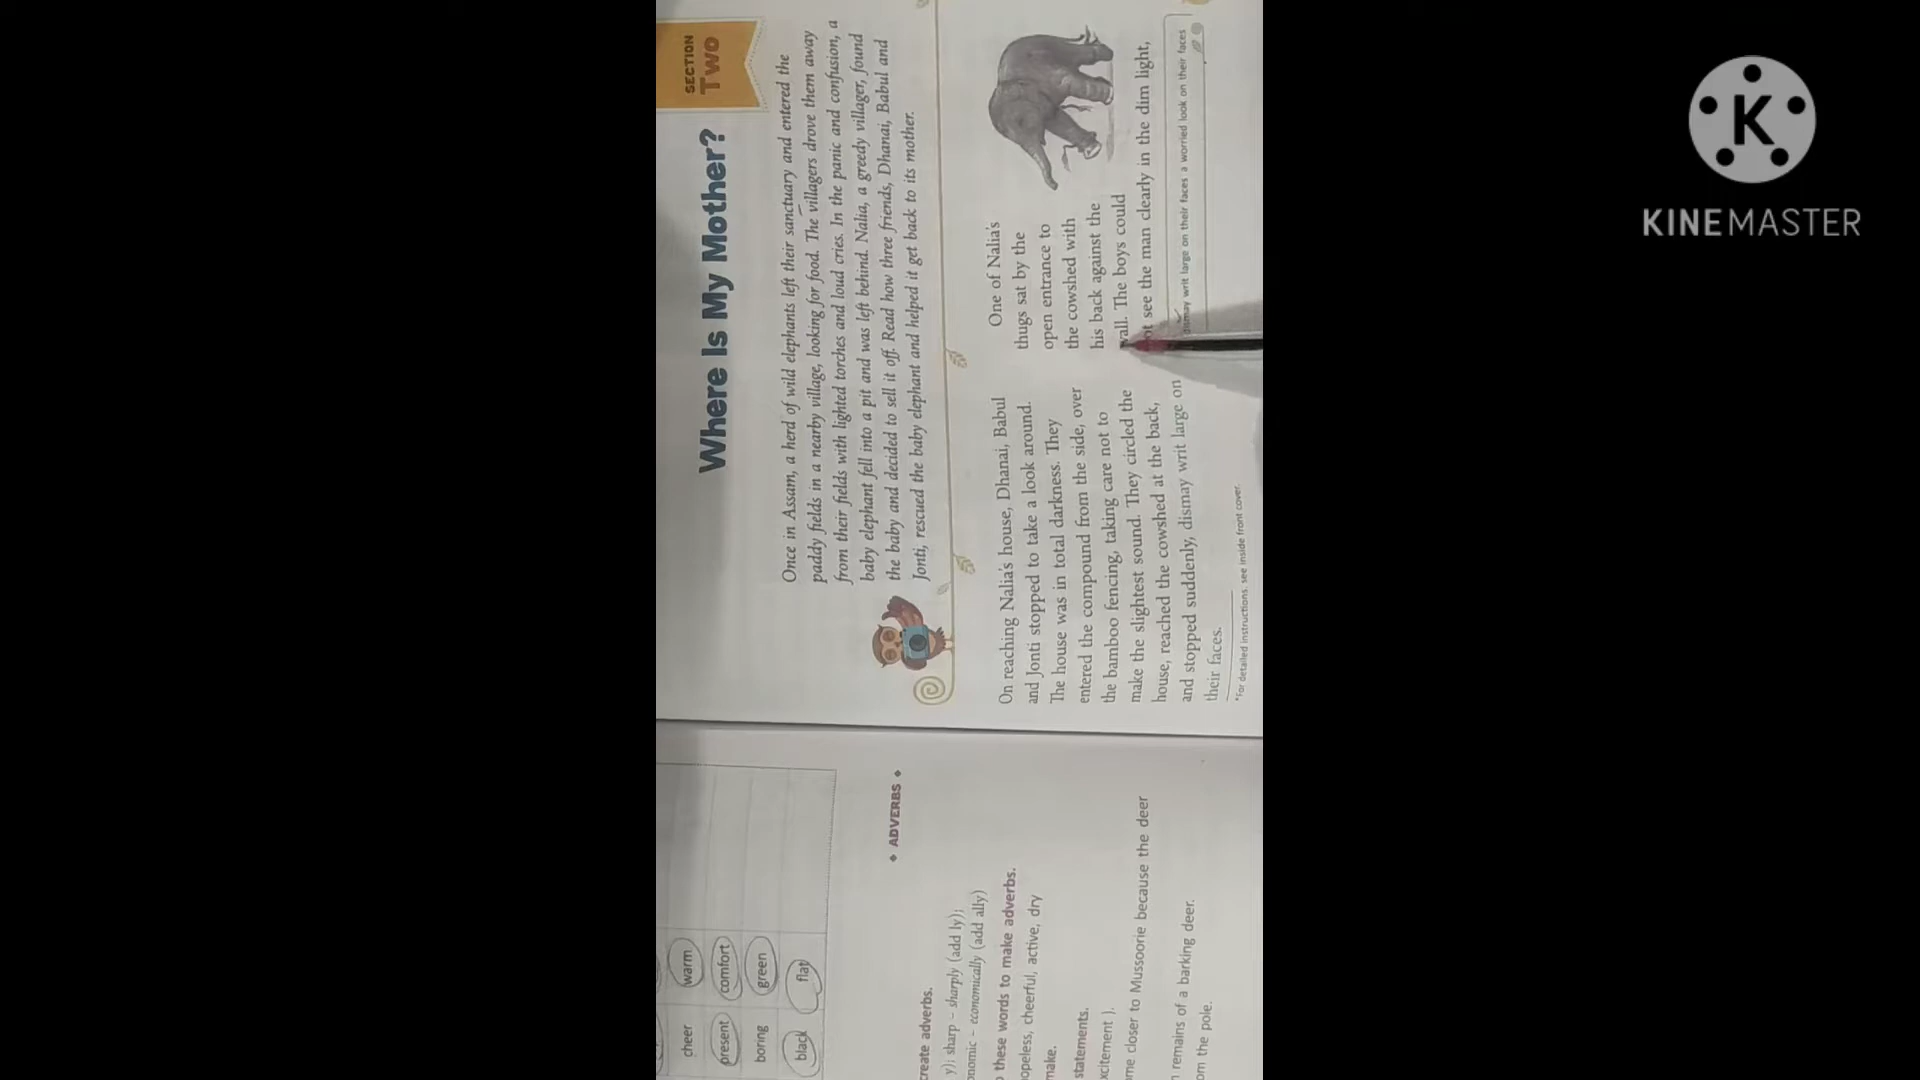 SECTION
TWO
Where Is My Mother?
Once in Assam, a herd of wild elephants left their sanctuary and entered the
paddy fields in a nearby village, looking for food. The villagers drove them away
from their fields with lighted torches and loud cries. In the panic and confusion, a
baby elephant fell into a pit and was left behind. Nalia, a greedy villager, found
the baby and decided to sell it off. Read how three friends, Dhanai, Babul and
Jonti, rescued the baby elephant and helped it get back to its mother.
On reaching Nalia's house, Dhanai, Babul
and Jonti stopped to take a look around.
The house was in total darkness. They
entered the compound from the side, over
the bamboo fencing, taking care not to
make the slightest sound. They circled the
house, reached the cowshed at the back,
and stopped suddenly, dismay writ large on
their faces.
*For detailed instructions, see inside front cover.
One of Nalia's
thugs sat by the
open entrance to
the cowshed with
his back against the
wall. The boys could
see the man clearly in the dim light,
dismay writ large on their faces a worried look on their faces
cheer warm
present comfort
boring green
black flat
ADVERBS
create adverbs.
y); sharp – sharply (add ly);
onomic – economically (add ally)
these words to make adverbs.
opeless, cheerful, active, dry
make.
statements.
xcitement ).
ome closer to Mussoorie because the deer
remains of a barking deer.
om the pole.
K
KINEMASTER